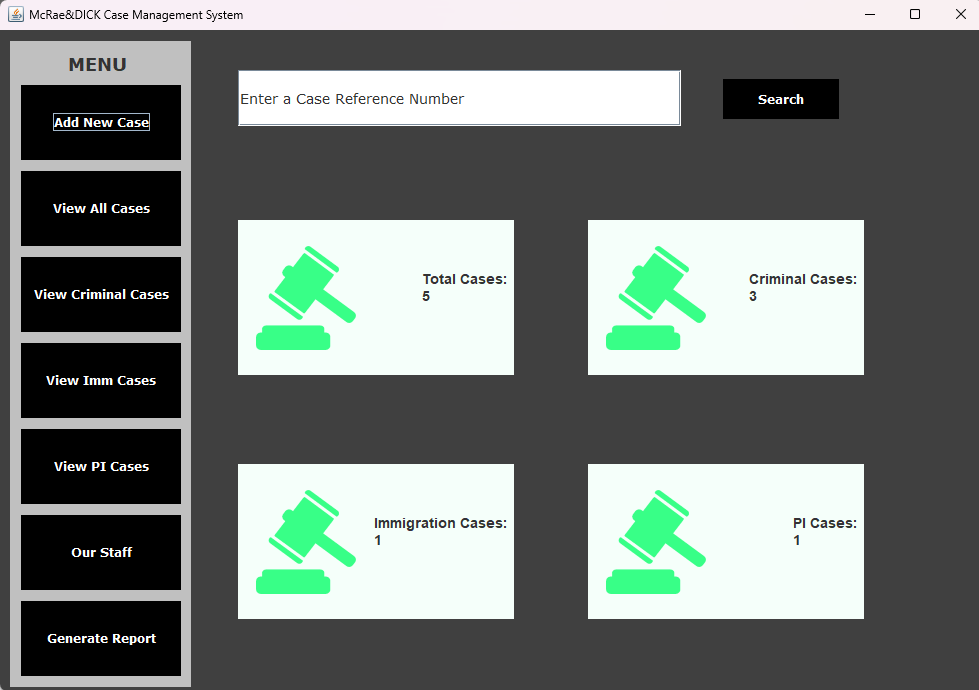 McRae&DICK Case Management System
MENU
Add New Case
View All Cases
View Criminal Cases
View Imm Cases
View PI Cases
Our Staff
Generate Report
Enter a Case Reference Number
Search
Total Cases:
5
Criminal Cases:
3
Immigration Cases:
1
PI Cases:
1